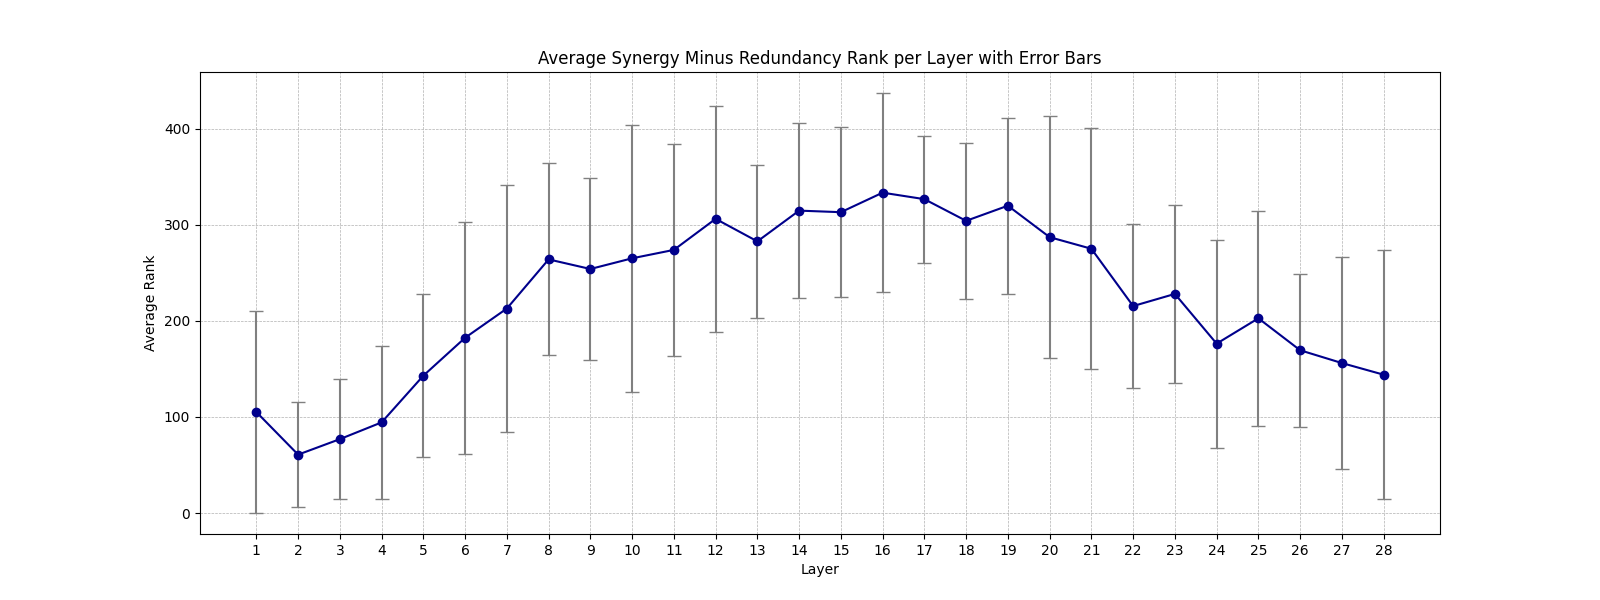 Average Synergy Minus Redundancy Rank per Layer with Error Bars
Average Rank
400
300
200
100
0
1 2 3 4 5 6 7 8 9 10 11 12 13 14 15 16 17 18 19 20 21 22 23 24 25 26 27 28
Layer